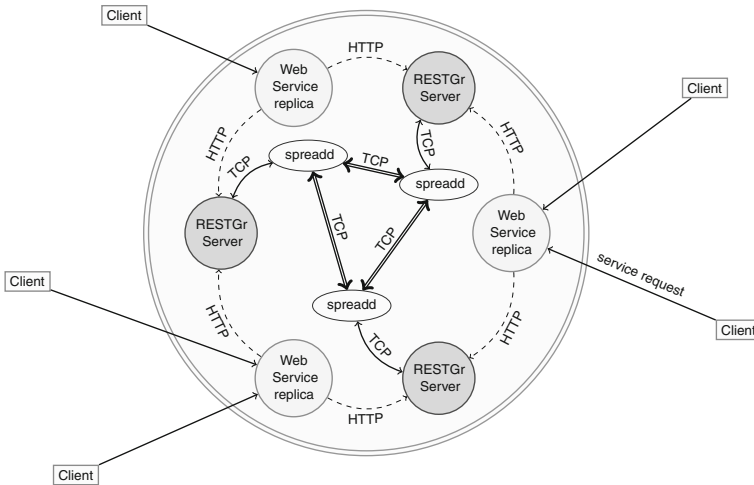 Client
HTTP
Web
Service
replica
RESTGr
Server
Client
HTTP
HTTP
TCP
spreadd
TCP
TCP
spreadd
RESTGr
Server
TCP
TCP
Web
Service
replica
service request
Client
Client
spreadd
HTTP
TCP
HTTP
Web
Service
replica
RESTGr
Server
HTTP
Client